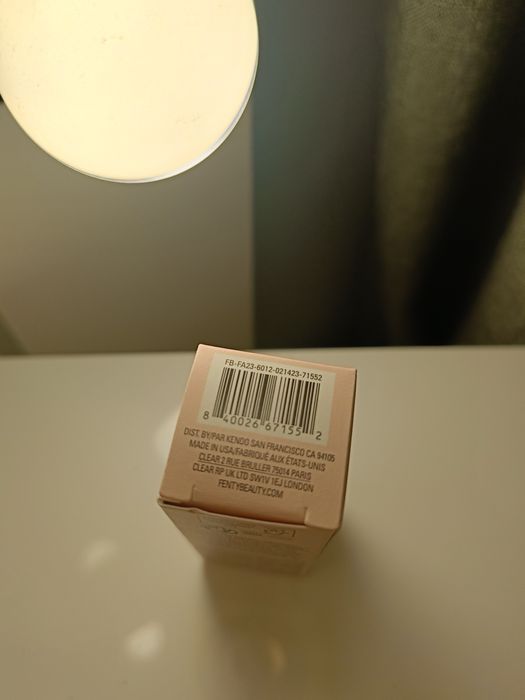 FB-FA23-6012-021423-71552
8 40026 67155 2
DIST. BY/PAR KENDO SAN FRANCISCO CA 94105
MADE IN USA/FABRIQUÉ AUX ÉTATS-UNIS
CLEAR 2 RUE BRULLER 75014 PARIS
CLEAR RP UK LTD SW1V 1EJ LONDON
FENTYBEAUTY.COM